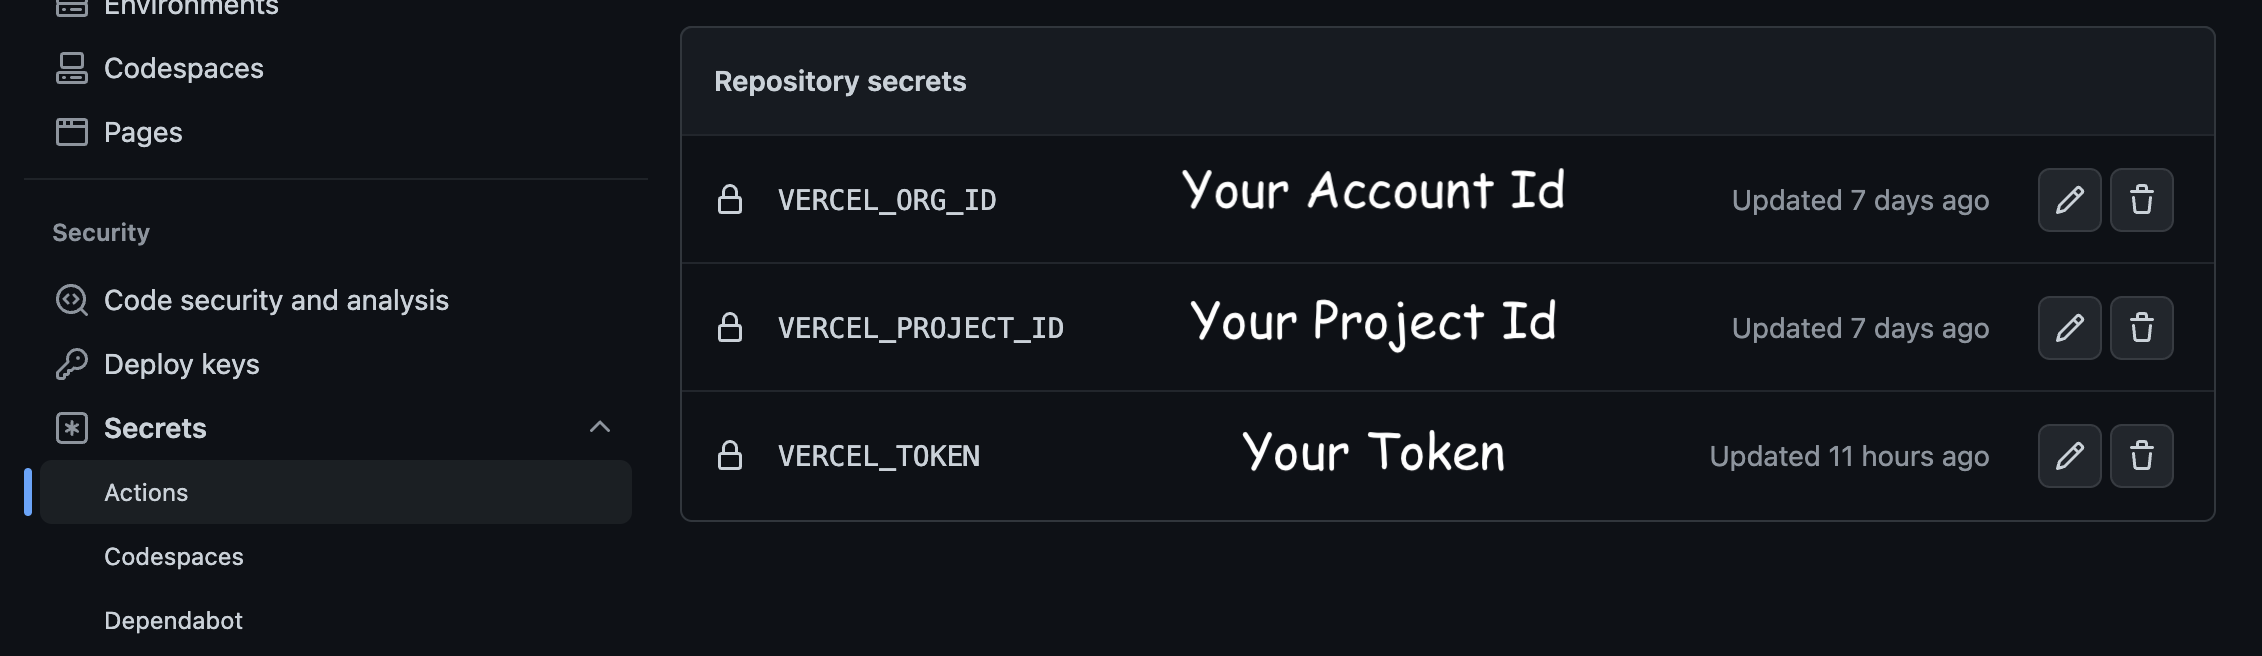 Environments
Codespaces
Pages
Security
Code security and analysis
Deploy keys
Secrets
Actions
Codespaces
Dependabot
Repository secrets
VERCEL_ORG_ID Your Account Id Updated 7 days ago
VERCEL_PROJECT_ID Your Project Id Updated 7 days ago
VERCEL_TOKEN Your Token Updated 11 hours ago